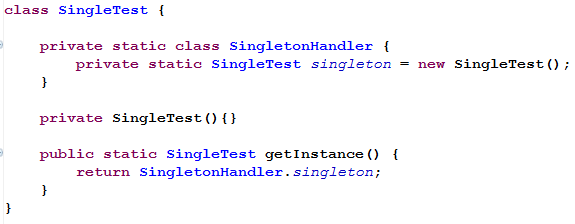 class SingleTest {
private static class SingletonHandler {
private static SingleTest singleton = new SingleTest();
}
private SingleTest(){}
public static SingleTest getInstance() {
return SingletonHandler.singleton;
}
}